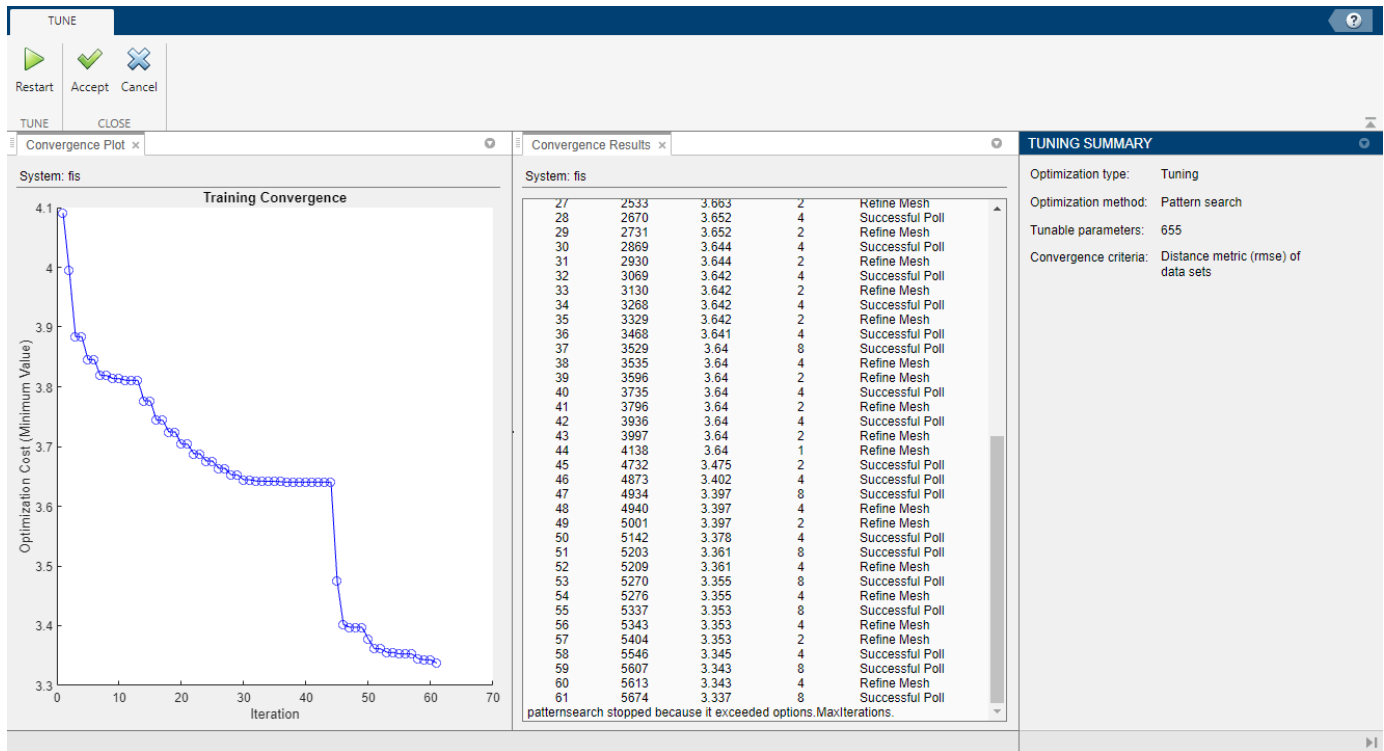 TUNE
?
Restart
Accept
Cancel
TUNE
CLOSE
Convergence Plot ×
System: fis
Training Convergence
4.1
4
3.9
3.8
3.7
3.6
3.5
3.4
3.3
Optimization Cost (Minimum Value)
0 10 20 30 40 50 60 70
Iteration
Convergence Results ×
System: fis
27 2533 3.663 2 Refine Mesh
28 2670 3.652 4 Successful Poll
29 2731 3.652 2 Refine Mesh
30 2869 3.644 4 Successful Poll
31 2930 3.644 2 Refine Mesh
32 3069 3.642 4 Successful Poll
33 3130 3.642 2 Refine Mesh
34 3268 3.642 4 Successful Poll
35 3329 3.642 2 Refine Mesh
36 3468 3.641 4 Successful Poll
37 3529 3.64 8 Successful Poll
38 3535 3.64 4 Refine Mesh
39 3596 3.64 2 Refine Mesh
40 3735 3.64 4 Successful Poll
41 3796 3.64 2 Refine Mesh
42 3936 3.64 4 Successful Poll
43 3997 3.64 2 Refine Mesh
44 4138 3.64 1 Refine Mesh
45 4732 3.475 2 Successful Poll
46 4873 3.402 4 Successful Poll
47 4934 3.397 8 Successful Poll
48 4940 3.397 4 Refine Mesh
49 5001 3.397 2 Refine Mesh
50 5142 3.378 4 Successful Poll
51 5203 3.361 8 Successful Poll
52 5209 3.361 4 Refine Mesh
53 5270 3.355 8 Successful Poll
54 5276 3.355 4 Refine Mesh
55 5337 3.353 8 Successful Poll
56 5343 3.353 4 Refine Mesh
57 5404 3.353 2 Refine Mesh
58 5546 3.345 4 Successful Poll
59 5607 3.343 8 Successful Poll
60 5613 3.343 4 Refine Mesh
61 5674 3.337 8 Successful Poll
patternsearch stopped because it exceeded options.MaxIterations.
TUNING SUMMARY
Optimization type: Tuning
Optimization method: Pattern search
Tunable parameters: 655
Convergence criteria: Distance metric (rmse) of
data sets